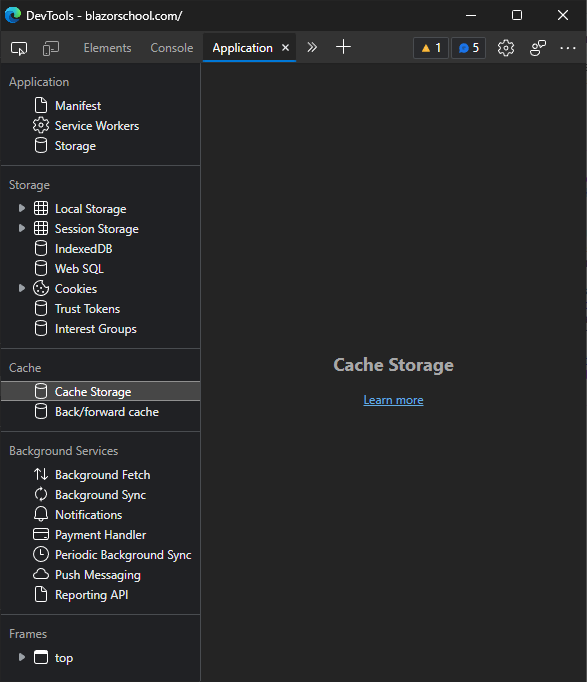 DevTools - blazorschool.com/
Elements Console Application 1 5
Application
Manifest
Service Workers
Storage
Storage
Local Storage
Session Storage
IndexedDB
Web SQL
Cookies
Trust Tokens
Interest Groups
Cache
Cache Storage
Back/forward cache
Background Services
Background Fetch
Background Sync
Notifications
Payment Handler
Periodic Background Sync
Push Messaging
Reporting API
Frames
top
Cache Storage
Learn more